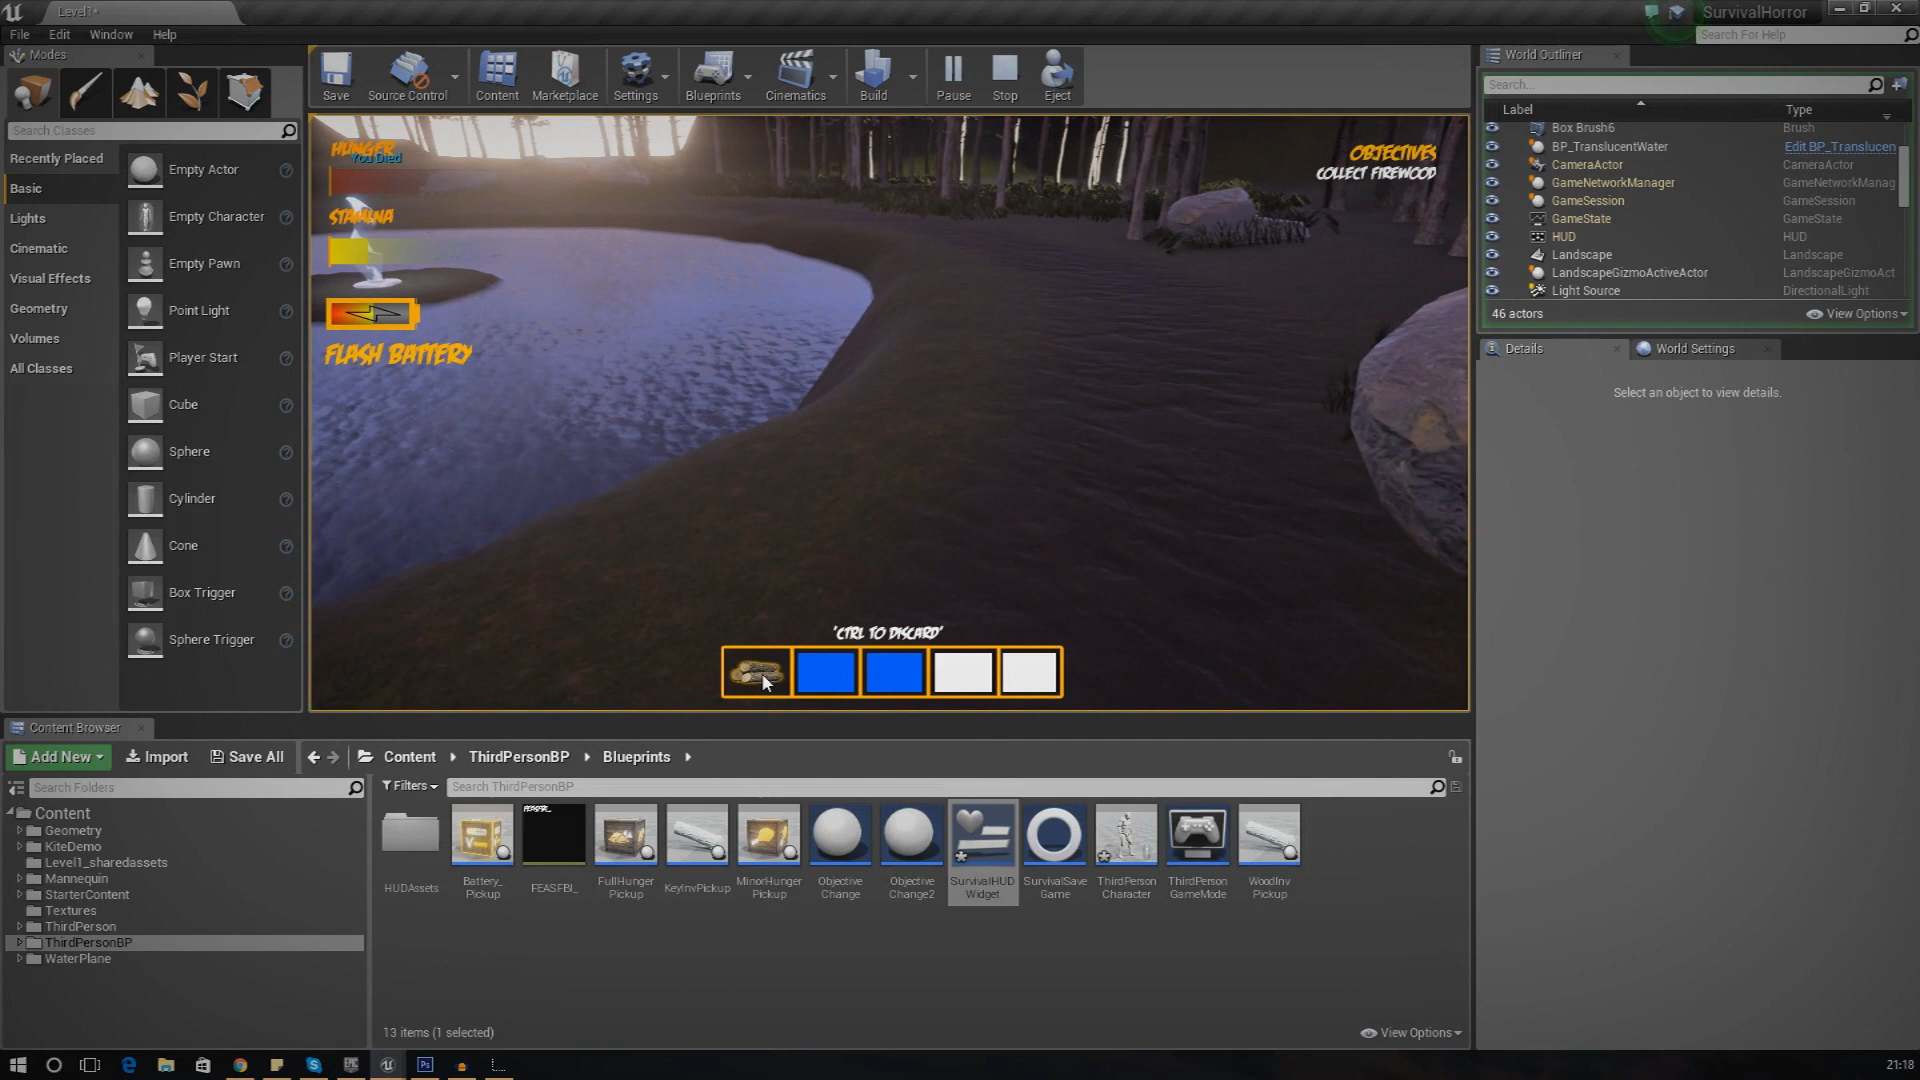 Level1*
SurvivalHorror
File Edit Window Help
Search For Help
Modes
Search Classes
Recently Placed
Basic
Lights
Cinematic
Visual Effects
Geometry
Volumes
All Classes
Empty Actor
Empty Character
Empty Pawn
Point Light
Player Start
Cube
Sphere
Cylinder
Cone
Box Trigger
Sphere Trigger
Save Source Control Content Marketplace Settings Blueprints Cinematics Build Pause Stop Eject
HUNGER
You Died
STAMINA
FLASH BATTERY
OBJECTIVES
COLLECT FIREWOOD
'CTRL TO DISCARD'
World Outliner
Search...
Label Type
Box Brush6 Brush
BP_TranslucentWater Edit BP_Translucen
CameraActor CameraActor
GameNetworkManager GameNetworkManag
GameSession GameSession
GameState GameState
HUD HUD
Landscape Landscape
LandscapeGizmoActiveActor LandscapeGizmoAct
Light Source DirectionalLight
46 actors View Options
Details World Settings
Select an object to view details.
Content Browser
Add New Import Save All Content ThirdPersonBP Blueprints
Search Folders
Filters Search ThirdPersonBP
Content
Geometry
KiteDemo
Level1_sharedassets
Mannequin
StarterContent
Textures
ThirdPerson
ThirdPersonBP
WaterPlane
HUDAssets
Battery_
Pickup
FEASFBI_
FullHunger
Pickup
KeyInvPickup
MinorHunger
Pickup
Objective
Change
Objective
Change2
SurvivalHUD
Widget
SurvivalSave
Game
ThirdPerson
Character
ThirdPerson
GameMode
WoodInv
Pickup
13 items (1 selected) View Options
EPIC
Ps
21:18